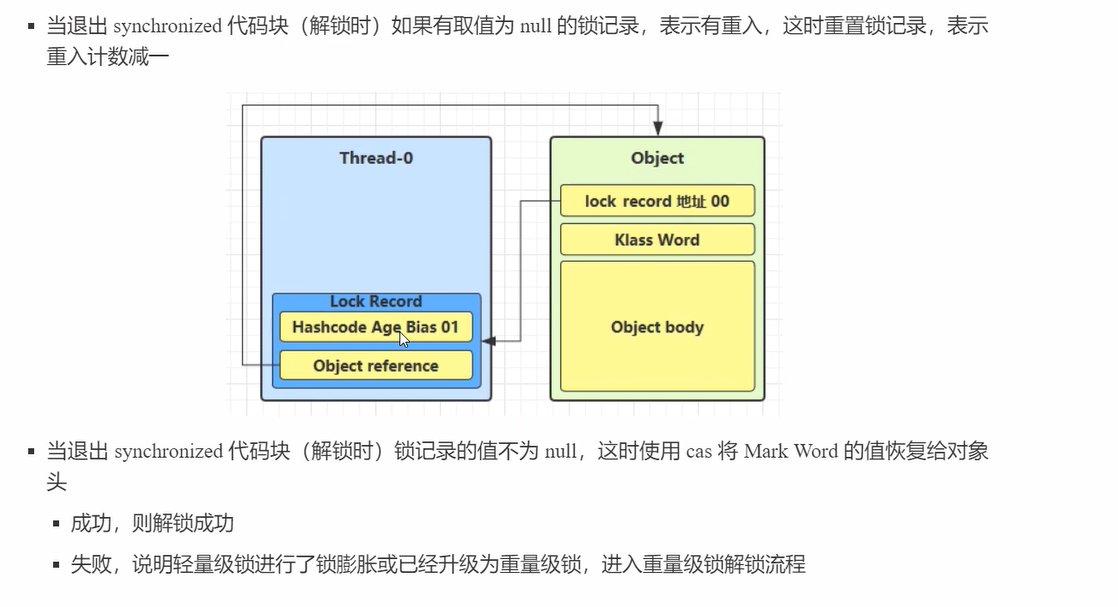 当退出 synchronized 代码块（解锁时）如果有取值为 null 的锁记录，表示有重入，这时重置锁记录，表示
重入计数减一
Thread-0
Object
lock record 地址 00
Klass Word
Lock Record
Hashcode Age Bias 01
Object body
Object reference
当退出 synchronized 代码块（解锁时）锁记录的值不为 null，这时使用 cas 将 Mark Word 的值恢复给对象
头
成功，则解锁成功
失败，说明轻量级锁进行了锁膨胀或已经升级为重量级锁，进入重量级锁解锁流程